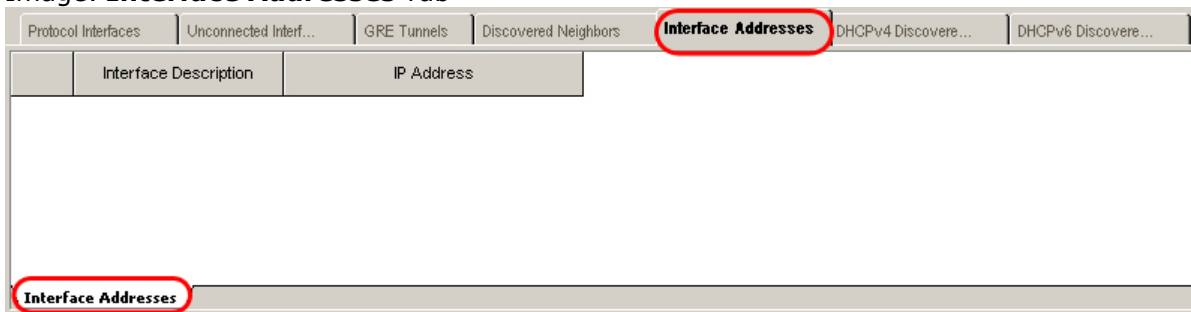 Image: Interface Addresses Tab
Protocol Interfaces Unconnected Interf... GRE Tunnels Discovered Neighbors Interface Addresses DHCPv4 Discovere... DHCPv6 Discovere...
Interface Description IP Address
Interface Addresses